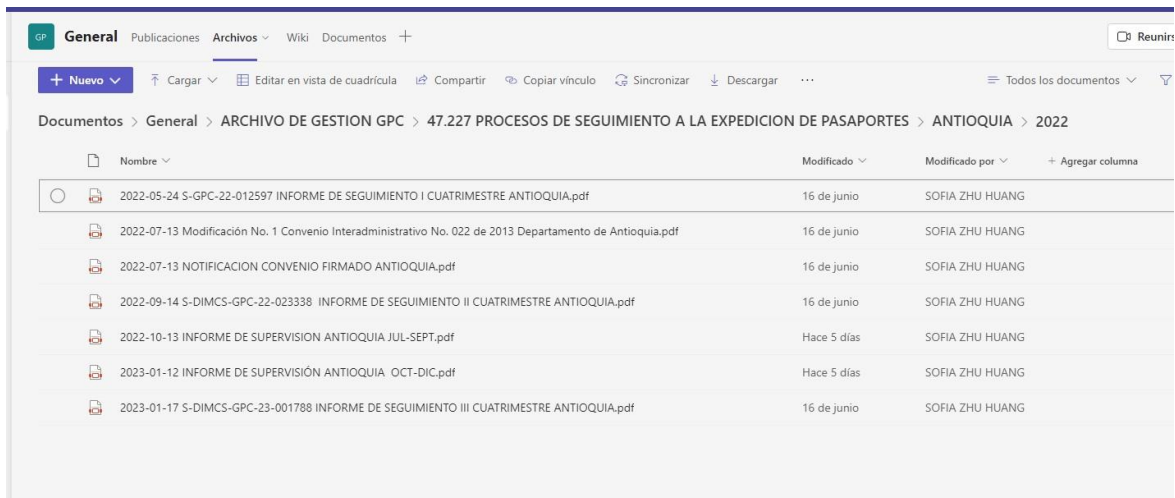 GP General Publicaciones Archivos Wiki Documentos +
Reunirs
+ Nuevo Cargar Editar en vista de cuadrícula Compartir Copiar vínculo Sincronizar Descargar ... Todos los documentos
Documentos > General > ARCHIVO DE GESTION GPC > 47.227 PROCESOS DE SEGUIMIENTO A LA EXPEDICION DE PASAPORTES > ANTIOQUIA > 2022
Nombre Modificado Modificado por + Agregar columna
2022-05-24 S-GPC-22-012597 INFORME DE SEGUIMIENTO I CUATRIMESTRE ANTIOQUIA.pdf 16 de junio SOFIA ZHU HUANG
2022-07-13 Modificación No. 1 Convenio Interadministrativo No. 022 de 2013 Departamento de Antioquia.pdf 16 de junio SOFIA ZHU HUANG
2022-07-13 NOTIFICACION CONVENIO FIRMADO ANTIOQUIA.pdf 16 de junio SOFIA ZHU HUANG
2022-09-14 S-DIMCS-GPC-22-023338 INFORME DE SEGUIMIENTO II CUATRIMESTRE ANTIOQUIA.pdf 16 de junio SOFIA ZHU HUANG
2022-10-13 INFORME DE SUPERVISION ANTIOQUIA JUL-SEPT.pdf Hace 5 días SOFIA ZHU HUANG
2023-01-12 INFORME DE SUPERVISIÓN ANTIOQUIA OCT-DIC.pdf Hace 5 días SOFIA ZHU HUANG
2023-01-17 S-DIMCS-GPC-23-001788 INFORME DE SEGUIMIENTO III CUATRIMESTRE ANTIOQUIA.pdf 16 de junio SOFIA ZHU HUANG